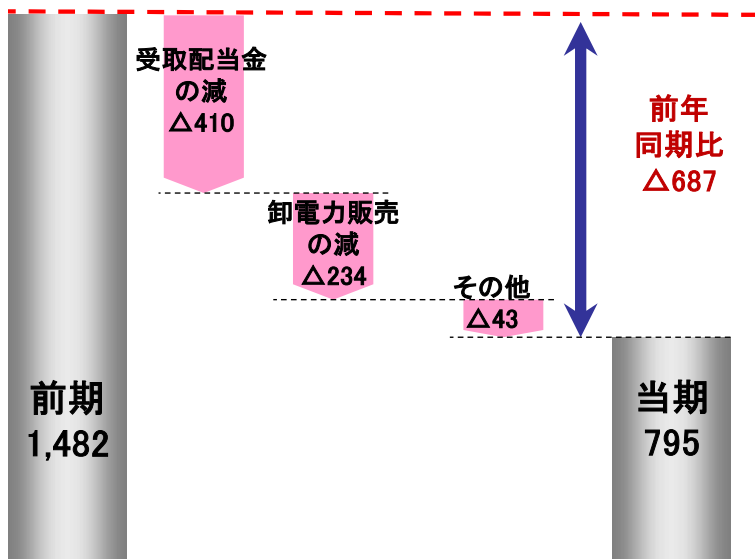 受取配当金
の減
△410
前年
同期比
△687
卸電力販売
の減
△234
その他
△43
前期
1,482
当期
795